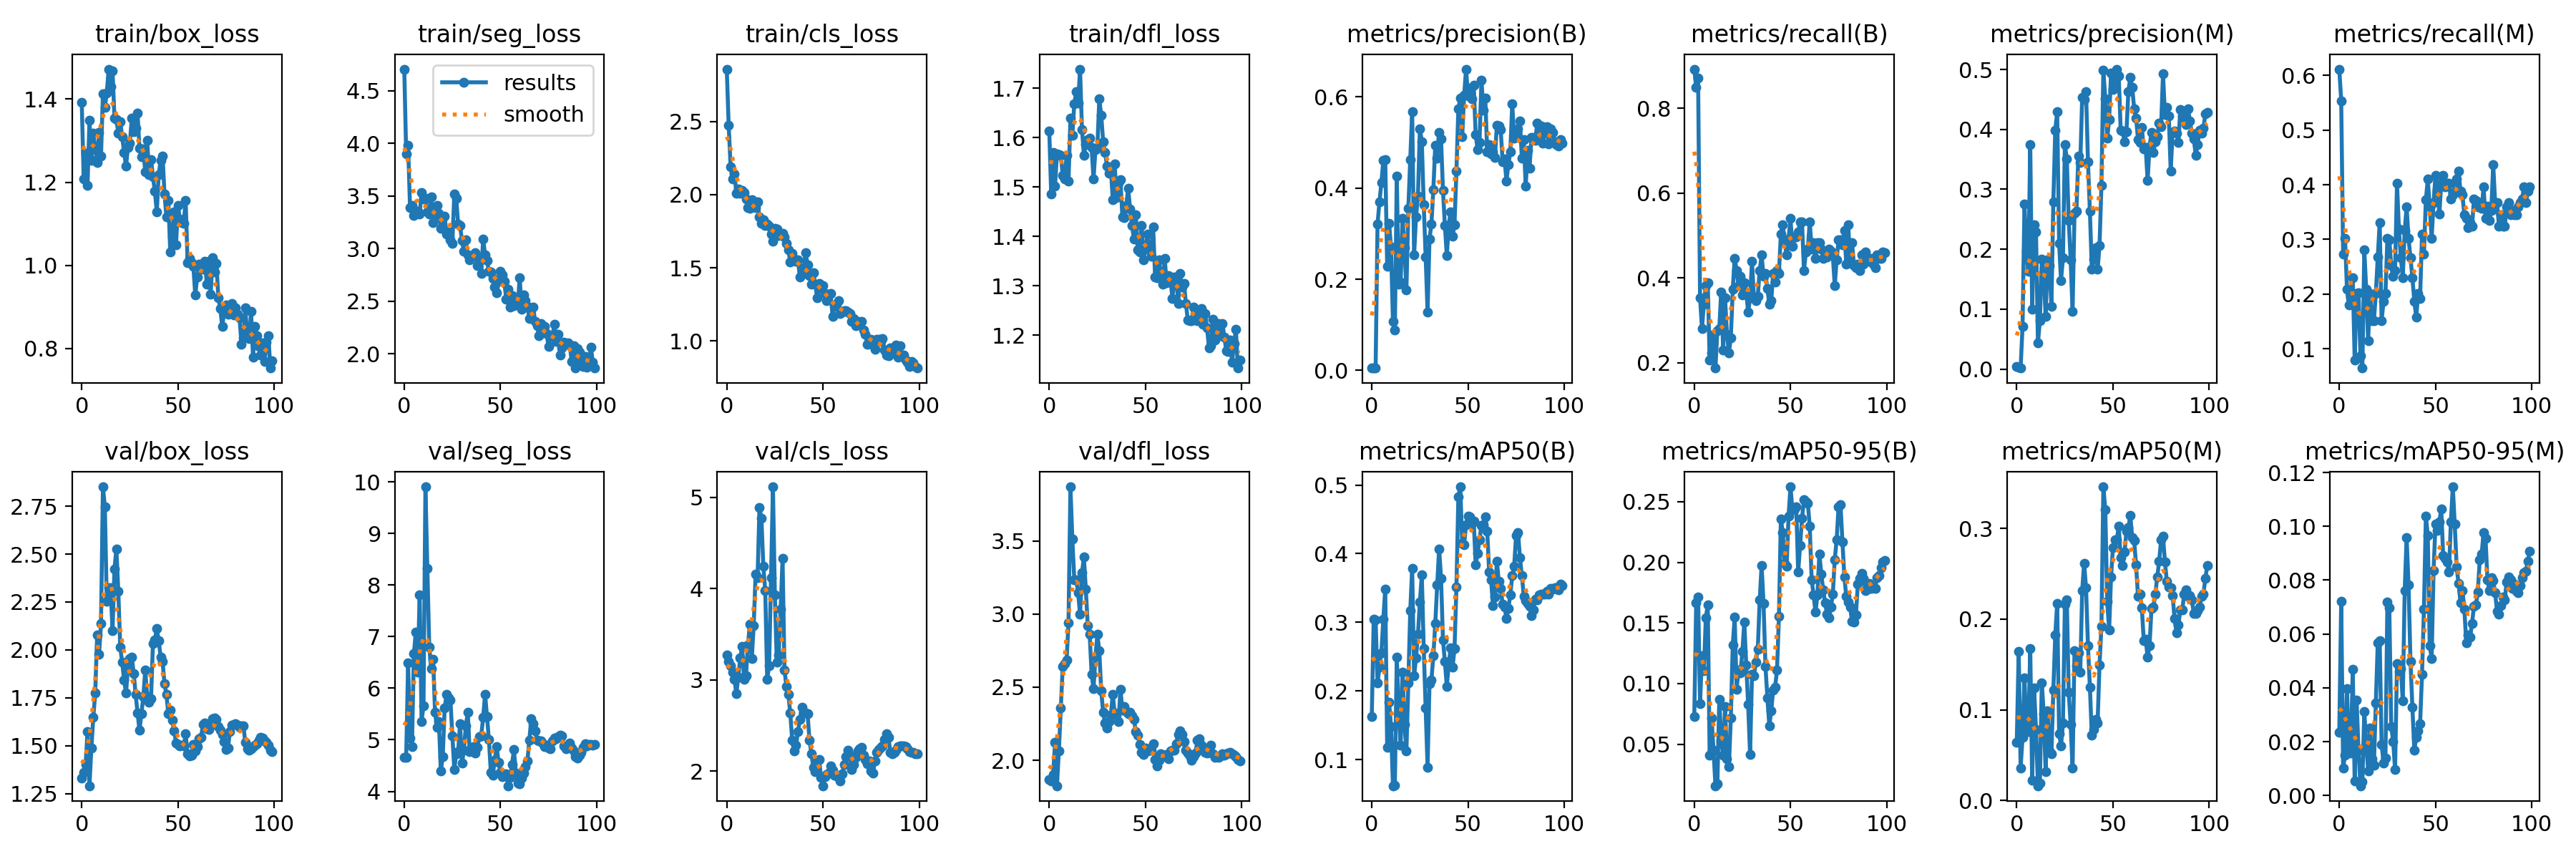 train/box_loss
train/seg_loss
train/cls_loss
train/dfl_loss
metrics/precision(B)
metrics/recall(B)
metrics/precision(M)
metrics/recall(M)
results
smooth
1.4
1.2
1.0
0.8
0 50 100
4.5
4.0
3.5
3.0
2.5
2.0
0 50 100
2.5
2.0
1.5
1.0
0 50 100
1.7
1.6
1.5
1.4
1.3
1.2
0 50 100
0.6
0.4
0.2
0.0
0 50 100
0.8
0.6
0.4
0.2
0 50 100
0.5
0.4
0.3
0.2
0.1
0.0
0 50 100
0.6
0.5
0.4
0.3
0.2
0.1
0 50 100
val/box_loss
val/seg_loss
val/cls_loss
val/dfl_loss
metrics/mAP50(B)
metrics/mAP50-95(B)
metrics/mAP50(M)
metrics/mAP50-95(M)
2.75
2.50
2.25
2.00
1.75
1.50
1.25
0 50 100
10
9
8
7
6
5
4
0 50 100
5
4
3
2
0 50 100
3.5
3.0
2.5
2.0
0 50 100
0.5
0.4
0.3
0.2
0.1
0 50 100
0.25
0.20
0.15
0.10
0.05
0 50 100
0.3
0.2
0.1
0.0
0 50 100
0.12
0.10
0.08
0.06
0.04
0.02
0.00
0 50 100